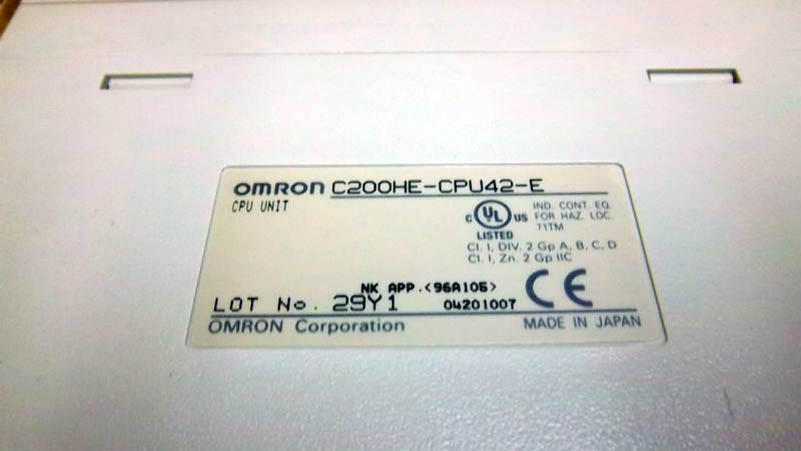 OMRON C200HE-CPU42-E
CPU UNIT
C UL US
LISTED
IND. CONT. EQ.
FOR HAZ. LOC.
71TM
Cl. I, DIV. 2 Gp A, B, C, D
Cl. I, Zn. 2 Gp IIC
NK APP.<96A105>
LOT No. 29Y1 04201007 CE
OMRON Corporation MADE IN JAPAN